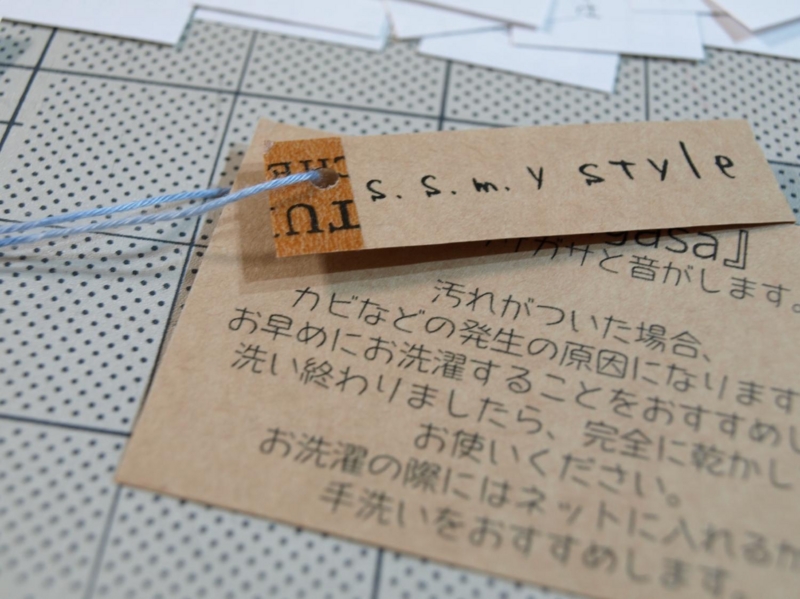 s.s.m.y style
gasa』
ガサと音がします。
汚れがついた場合、
カビなどの発生の原因になります
お早めにお洗濯することをおすすめし
洗い終わりましたら、完全に乾かし
お使いください。
お洗濯の際にはネットに入れるか
手洗いをおすすめします。